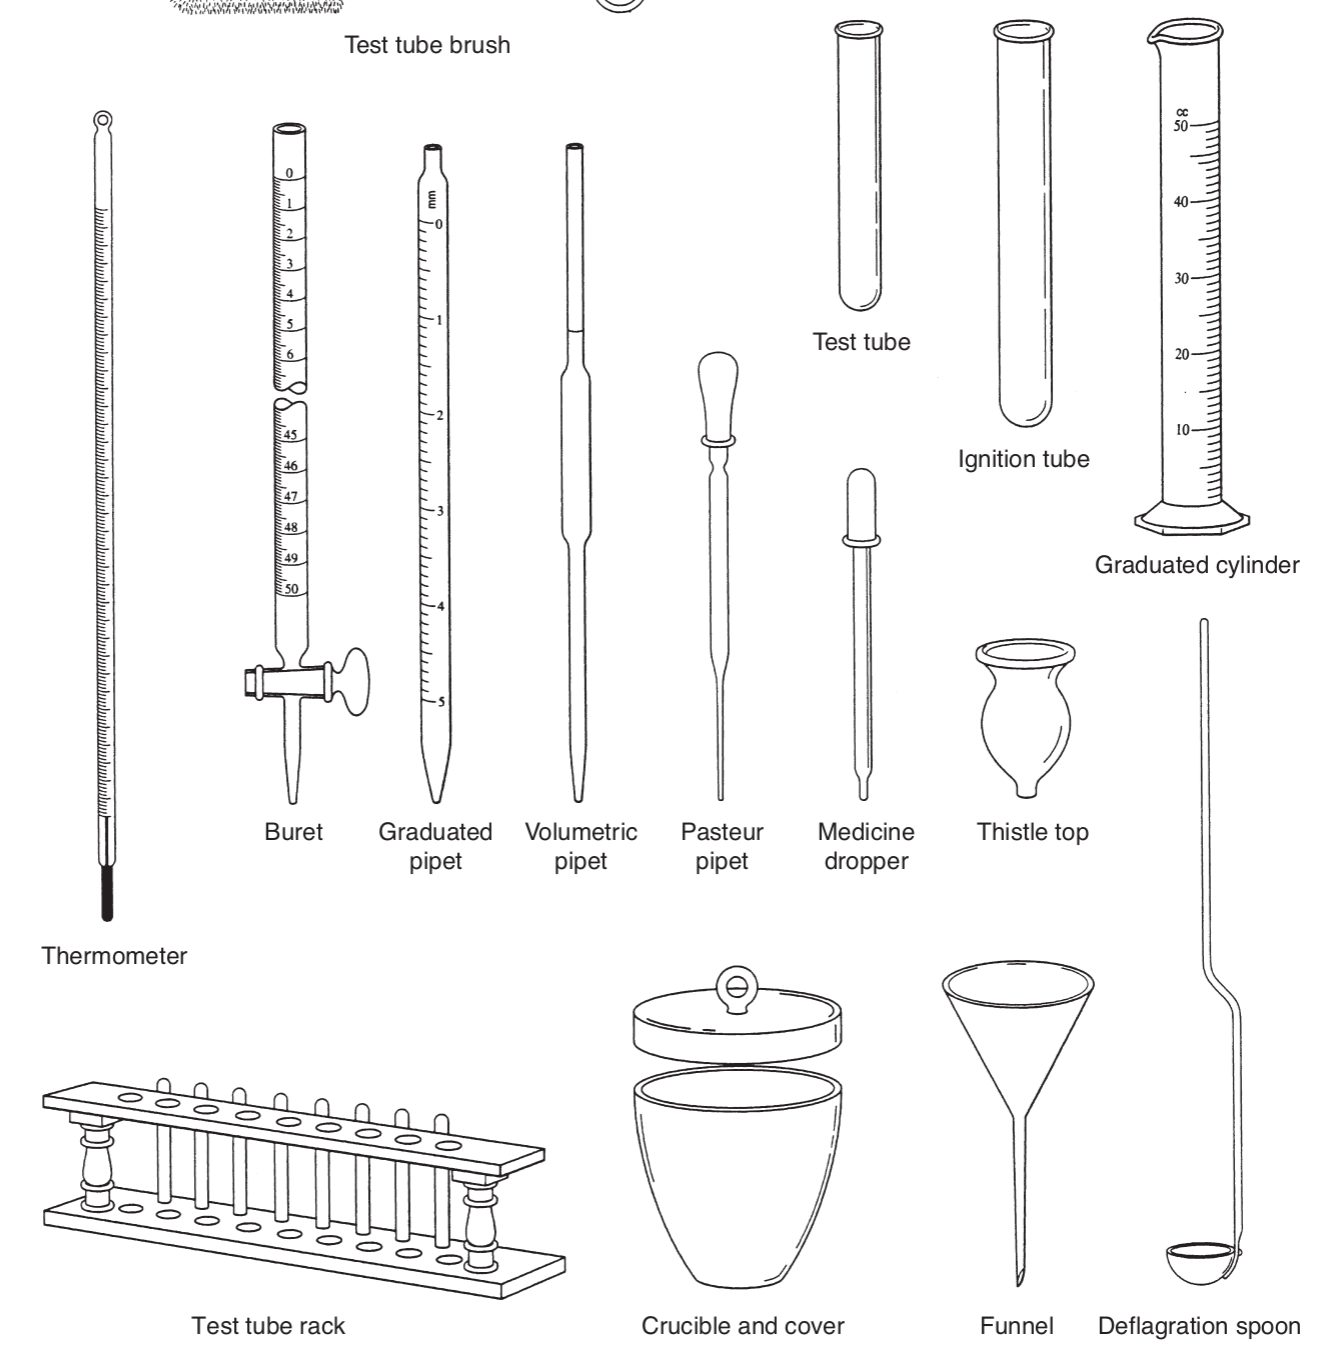 Test tube brush
cc
50
40
30
20
10
0
1
2
3
4
5
6
45
46
47
48
49
50
mm
0
1
2
3
4
5
Test tube
Ignition tube
Graduated cylinder
Buret
Graduated
pipet
Volumetric
pipet
Pasteur
pipet
Medicine
dropper
Thistle top
Thermometer
Test tube rack
Crucible and cover
Funnel
Deflagration spoon